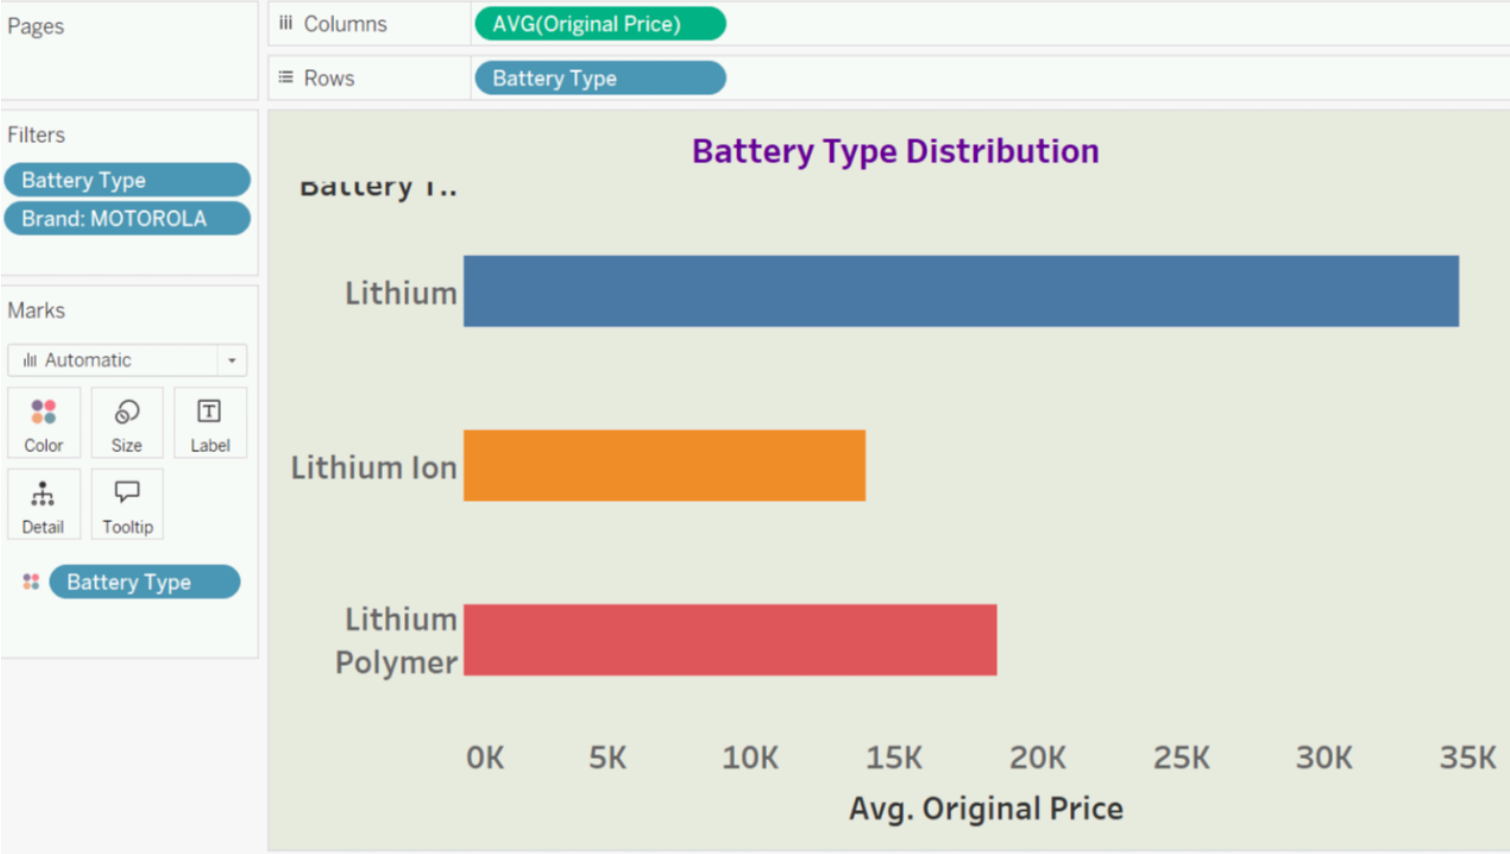 Pages
Columns
AVG(Original Price)
Rows
Battery Type
Filters
Battery Type
Brand: MOTOROLA
Marks
Automatic
Color
Size
Label
Detail
Tooltip
Battery Type
Battery Type Distribution
Battery T..
Lithium
Lithium Ion
Lithium
Polymer
0K 5K 10K 15K 20K 25K 30K 35K
Avg. Original Price